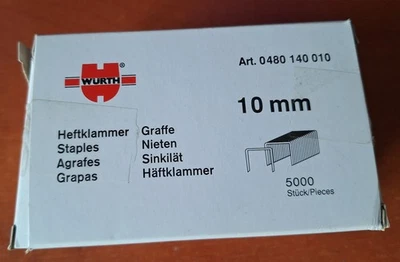 WÜRTH
Art. 0480 140 010
10 mm
Heftklammer
Staples
Agrafes
Grapas
Graffe
Nieten
Sinkilät
Häftklammer
5000
Stück/Pieces